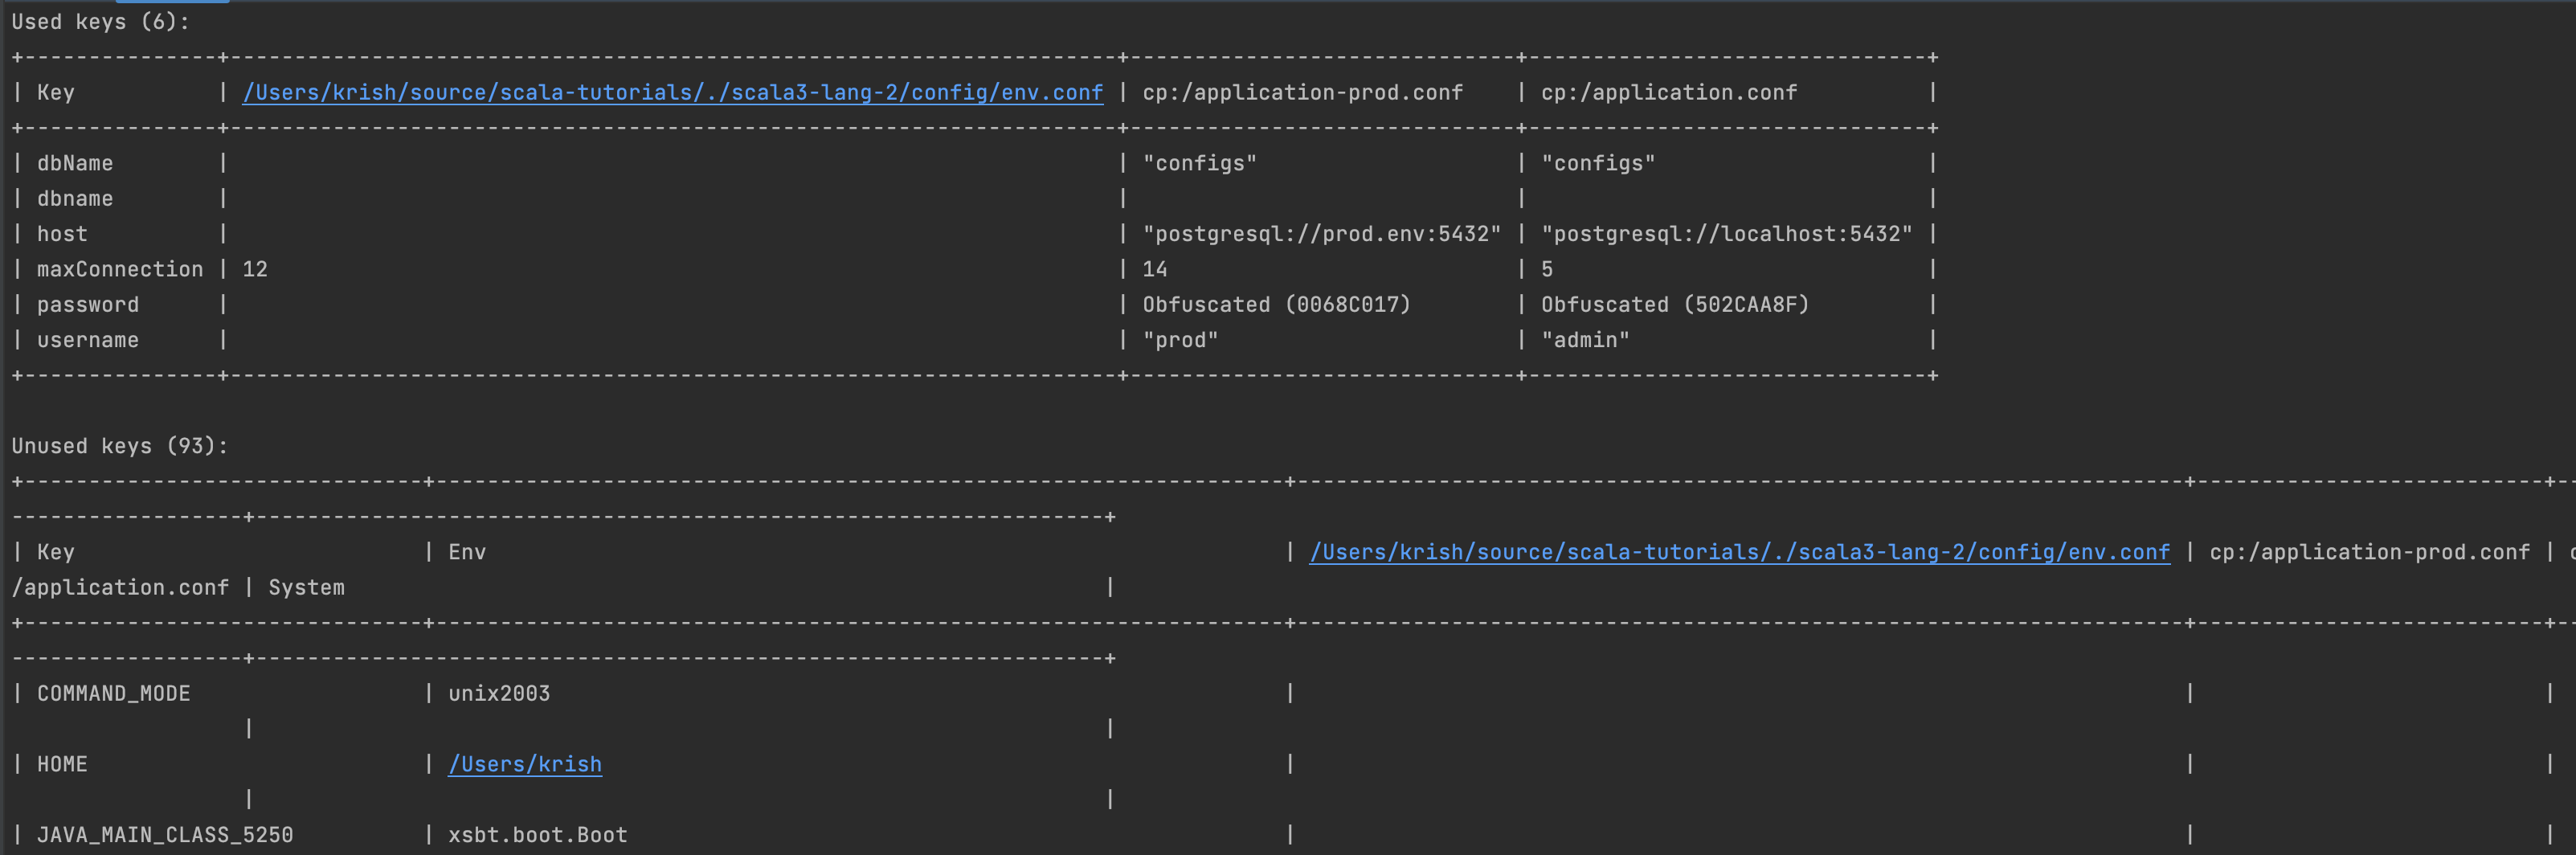 Used keys (6):
+---------------+---------------------------------------------------------------------+------------------------------+-------------------------------+
| Key           | /Users/krish/source/scala-tutorials/./scala3-lang-2/config/env.conf | cp:/application-prod.conf    | cp:/application.conf          |
+---------------+---------------------------------------------------------------------+------------------------------+-------------------------------+
| dbName        |                                                                     | "configs"                    | "configs"                     |
| dbname        |                                                                     |                              |                               |
| host          |                                                                     | "postgresql://prod.env:5432" | "postgresql://localhost:5432" |
| maxConnection | 12                                                                  | 14                           | 5                             |
| password      |                                                                     | Obfuscated (0068C017)        | Obfuscated (502CAA8F)         |
| username      |                                                                     | "prod"                       | "admin"                       |
+---------------+---------------------------------------------------------------------+------------------------------+-------------------------------+
Unused keys (93):
+-------------------------------+------------------------------------------------------------------+---------------------------------------------------------------------+---------------------------+--
------------------+------------------------------------------------------------------+
| Key                           | Env                                                              | /Users/krish/source/scala-tutorials/./scala3-lang-2/config/env.conf | cp:/application-prod.conf |
/application.conf | System                                                           |
+-------------------------------+------------------------------------------------------------------+---------------------------------------------------------------------+---------------------------+--
------------------+------------------------------------------------------------------+
| COMMAND_MODE                  | unix2003                                                         |                                                                     |                           |
                  |                                                                  |
| HOME                          | /Users/krish                                                     |                                                                     |                           |
                  |                                                                  |
| JAVA_MAIN_CLASS_5250          | xsbt.boot.Boot                                                   |                                                                     |                           |